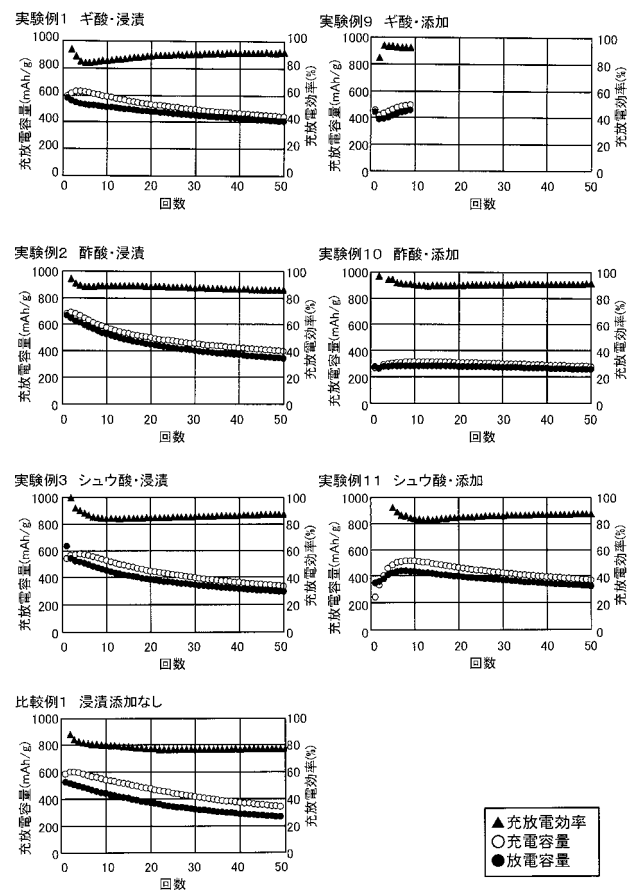 実験例1 ギ酸・浸漬
充放電容量(mAh/g)
1000
800
600
400
200
0
100
80
60
40
20
0
充放電効率(%)
0 10 20 30 40 50
回数
実験例9 ギ酸・添加
充放電容量(mAh/g)
1000
800
600
400
200
0
100
80
60
40
20
0
充放電効率(%)
0 10 20 30 40 50
回数
実験例2 酢酸・浸漬
充放電容量(mAh/g)
1000
800
600
400
200
0
100
80
60
40
20
0
充放電効率(%)
0 10 20 30 40 50
回数
実験例10 酢酸・添加
充放電容量(mAh/g)
1000
800
600
400
200
0
100
80
60
40
20
0
充放電効率(%)
0 10 20 30 40 50
回数
実験例3 シュウ酸・浸漬
充放電容量(mAh/g)
1000
800
600
400
200
0
100
80
60
40
20
0
充放電効率(%)
0 10 20 30 40 50
回数
実験例11 シュウ酸・添加
充放電容量(mAh/g)
1000
800
600
400
200
0
100
80
60
40
20
0
充放電効率(%)
0 10 20 30 40 50
回数
比較例1 浸漬添加なし
充放電容量(mAh/g)
1000
800
600
400
200
0
100
80
60
40
20
0
充放電効率(%)
0 10 20 30 40 50
回数
▲充放電効率
○充電容量
●放電容量